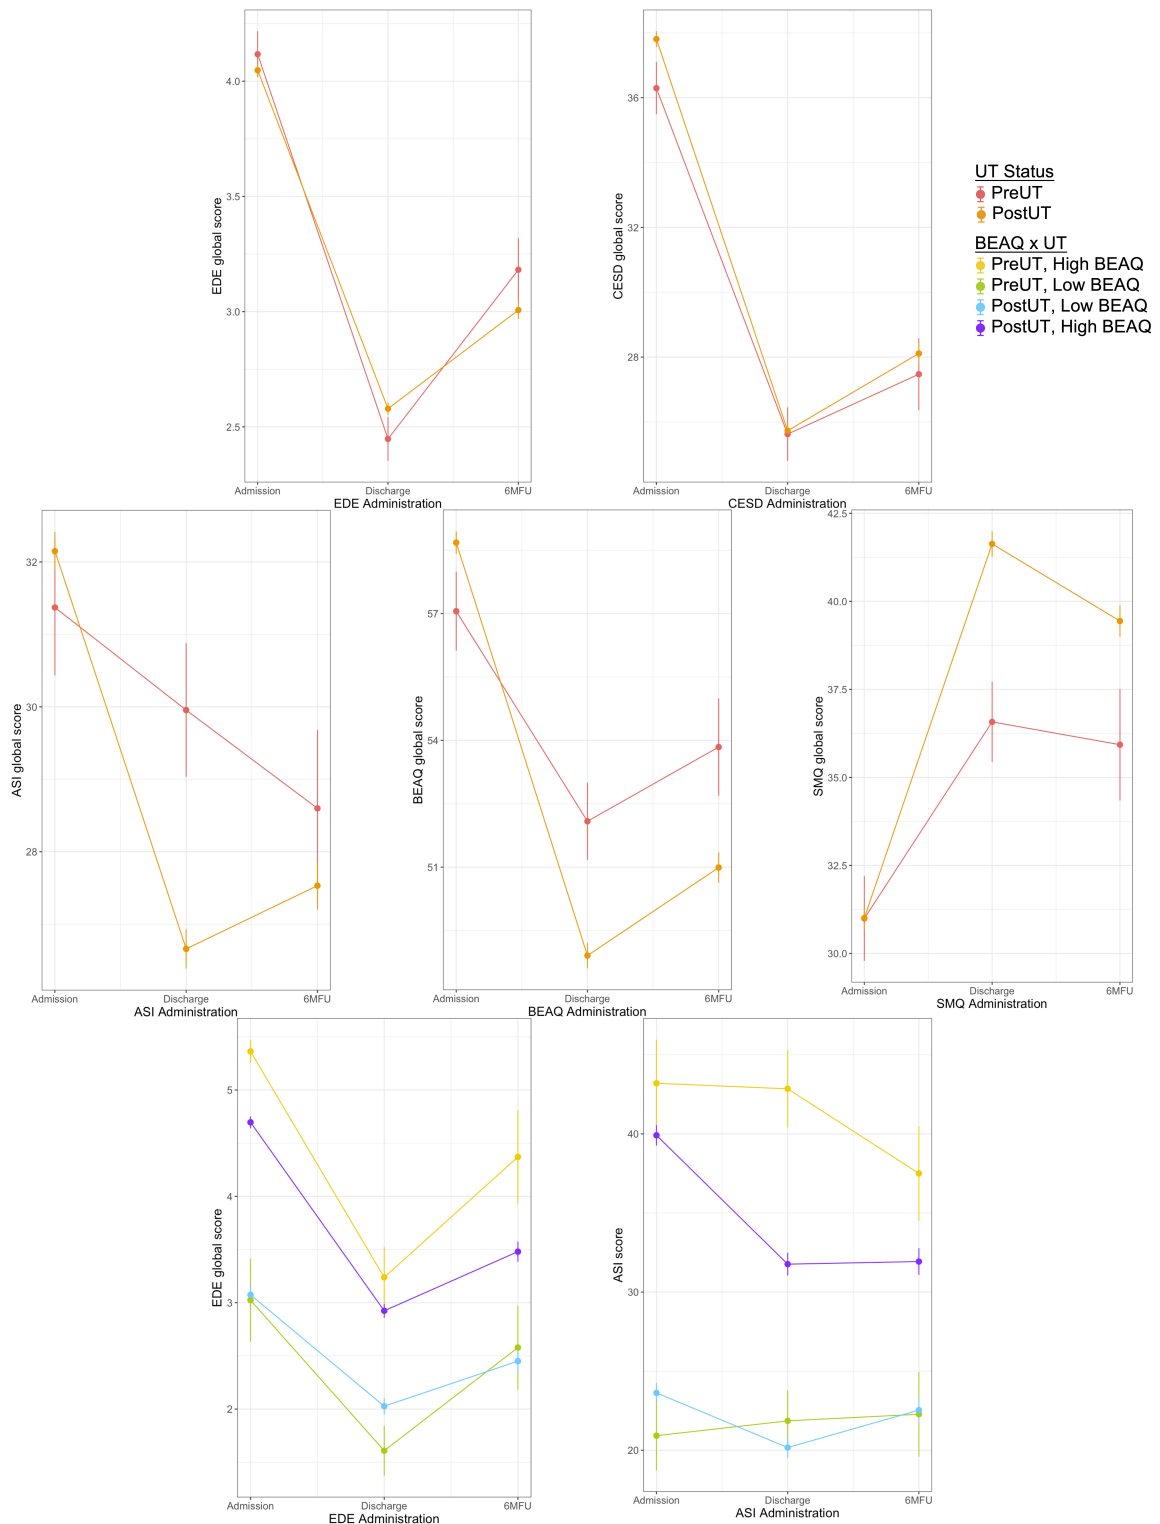 4.0
3.5
3.0
2.5
EDE global score
Admission Discharge 6MFU
EDE Administration
36
32
28
CESD global score
Admission Discharge 6MFU
CESD Administration
UT Status
PreUT
PostUT
BEAQ x UT
PreUT, High BEAQ
PreUT, Low BEAQ
PostUT, Low BEAQ
PostUT, High BEAQ
32
30
28
ASI global score
Admission Discharge 6MFU
ASI Administration
57
54
51
BEAQ global score
Admission Discharge 6MFU
BEAQ Administration
42.5
40.0
37.5
35.0
32.5
30.0
SMQ global score
Admission Discharge 6MFU
SMQ Administration
5
4
3
2
EDE global score
Admission Discharge 6MFU
EDE Administration
40
30
20
ASI score
Admission Discharge 6MFU
ASI Administration